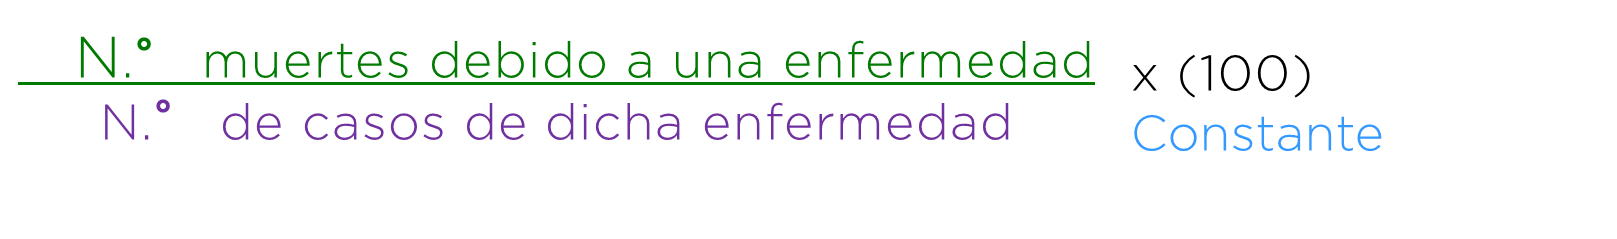 N.° muertes debido a una enfermedad
x (100)
N.° de casos de dicha enfermedad
Constante